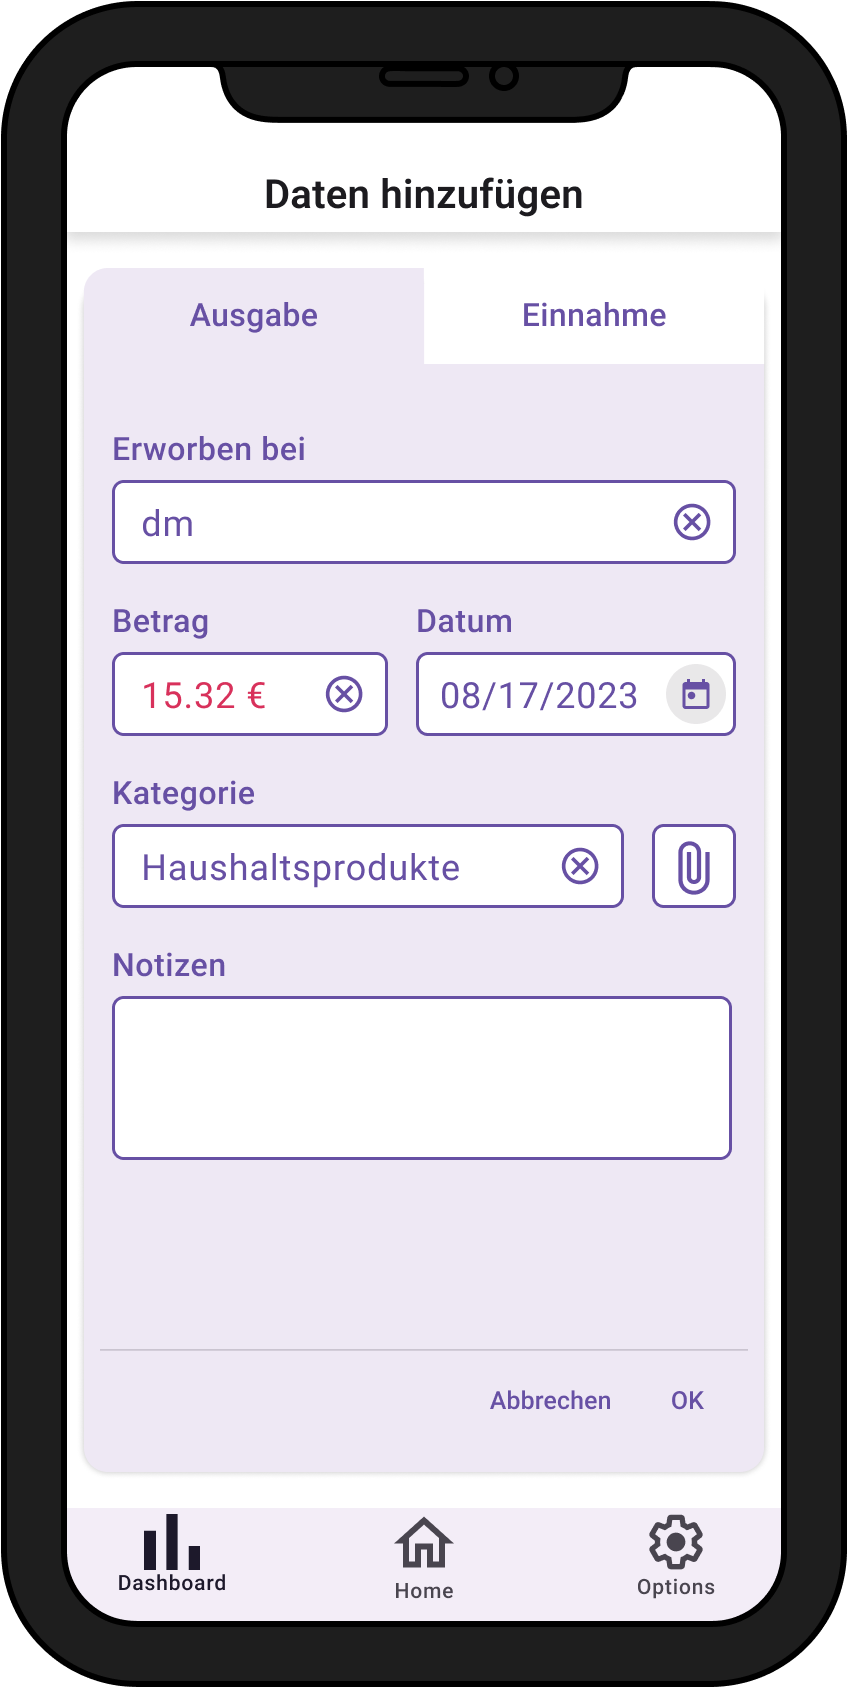 Daten hinzufügen
Ausgabe
Einnahme
Erworben bei
dm
Betrag
Datum
15.32 €
08/17/2023
Kategorie
Haushaltsprodukte
Notizen
Abbrechen
OK
Dashboard
Home
Options